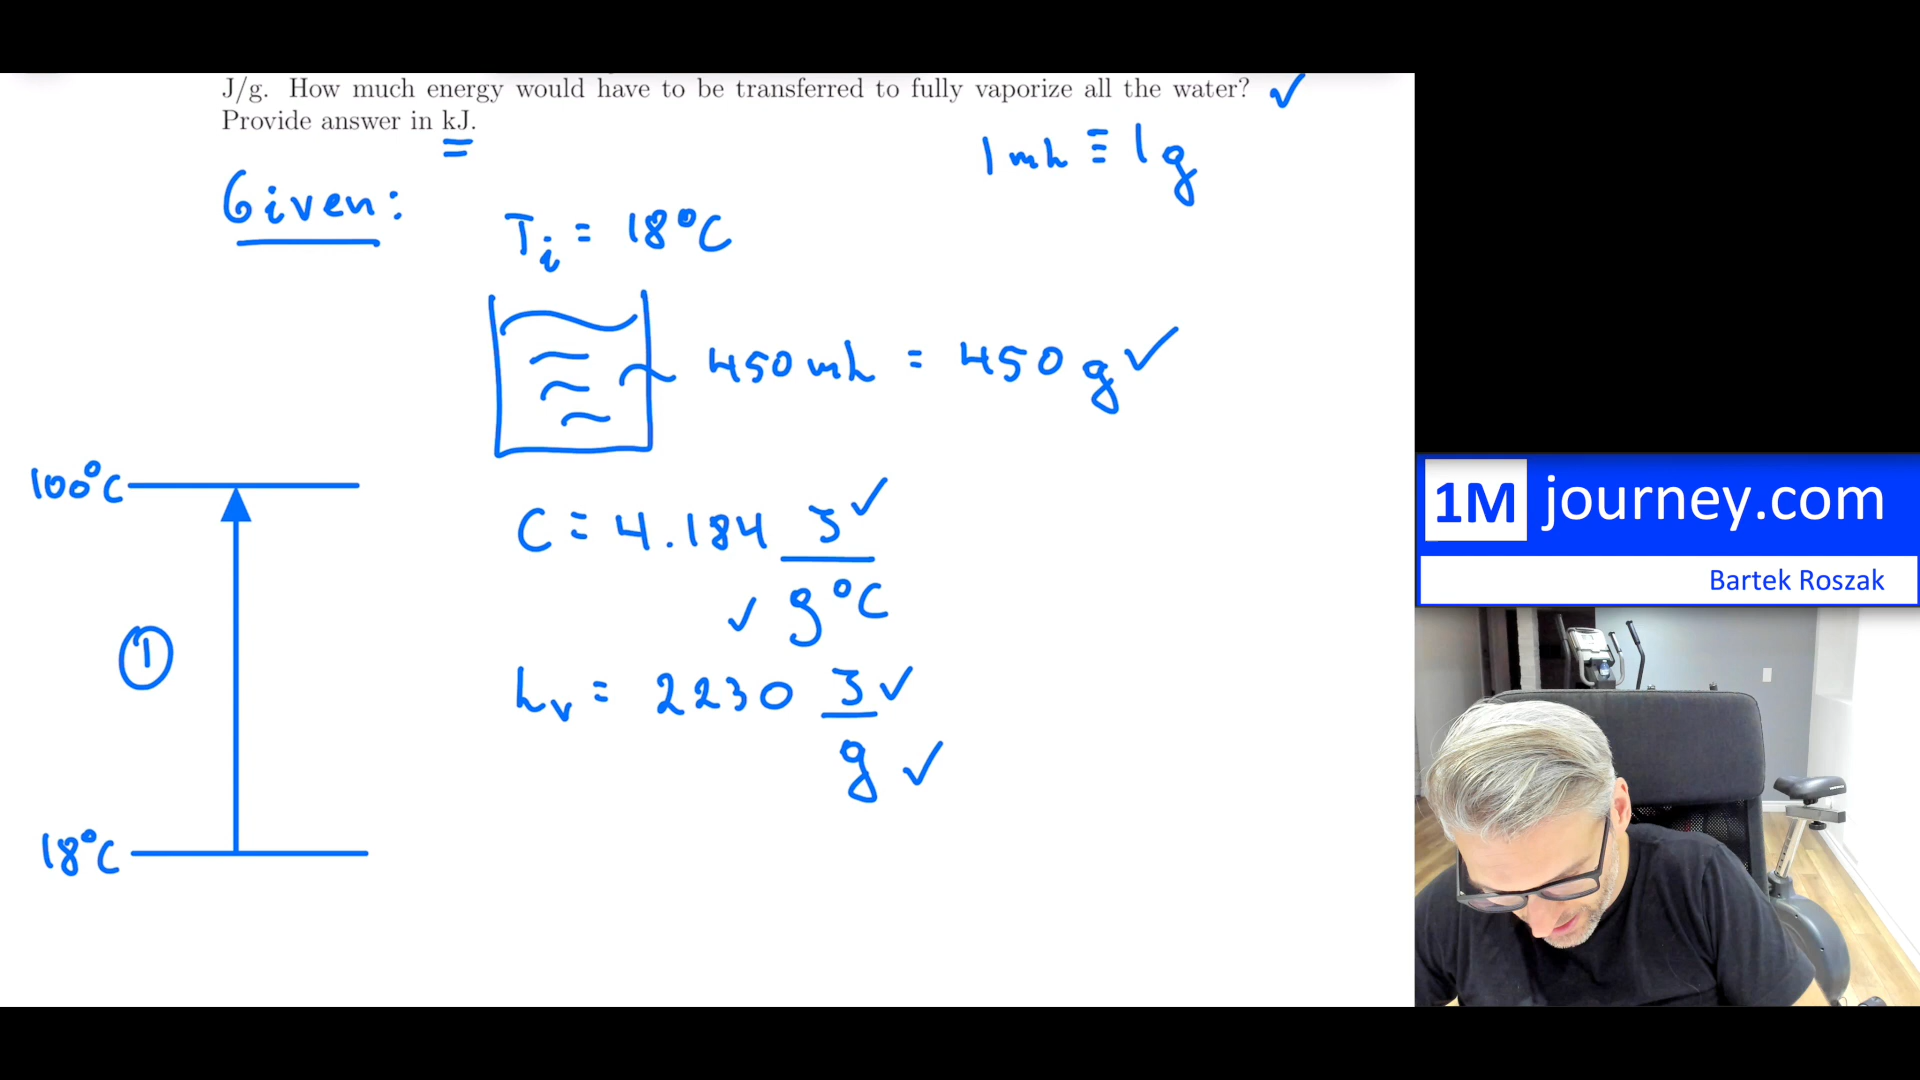 J/g. How much energy would have to be transferred to fully vaporize all the water? ✓
Provide answer in kJ.
1 mL ≡ 1 g
Given:
Ti = 18°C
450 mL = 450 g ✓
100°C
C = 4.184 J ✓
✓ g°C
①
Lv = 2230 J ✓
g ✓
18°C
1M journey.com
Bartek Roszak